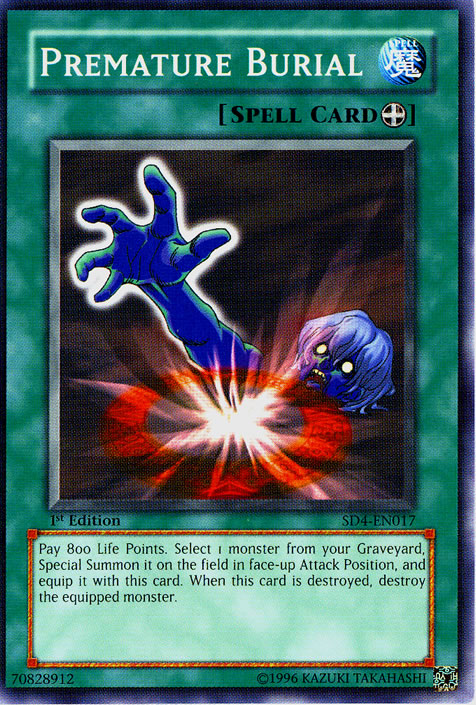 PREMATURE BURIAL
SPELL
魔
[SPELL CARD]
1st Edition
SD4-EN017
Pay 800 Life Points. Select 1 monster from your Graveyard,
Special Summon it on the field in face-up Attack Position, and
equip it with this card. When this card is destroyed, destroy
the equipped monster.
70828912
©1996 KAZUKI TAKAHASHI